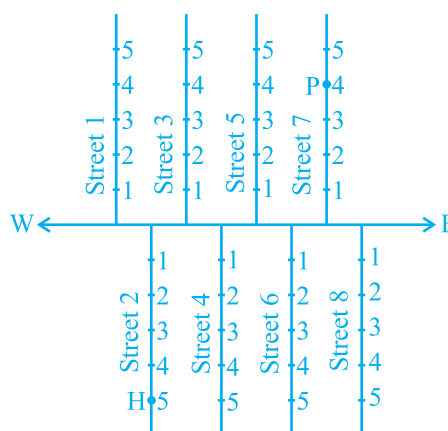 5 5 5 5
4 4 4 P 4
3 3 3 3
2 2 2 2
1 1 1 1
Street 1 Street 3 Street 5 Street 7
W E
1 1 1 1
2 2 2 2
3 3 3 3
4 4 4 4
H 5 5 5 5
Street 2 Street 4 Street 6 Street 8